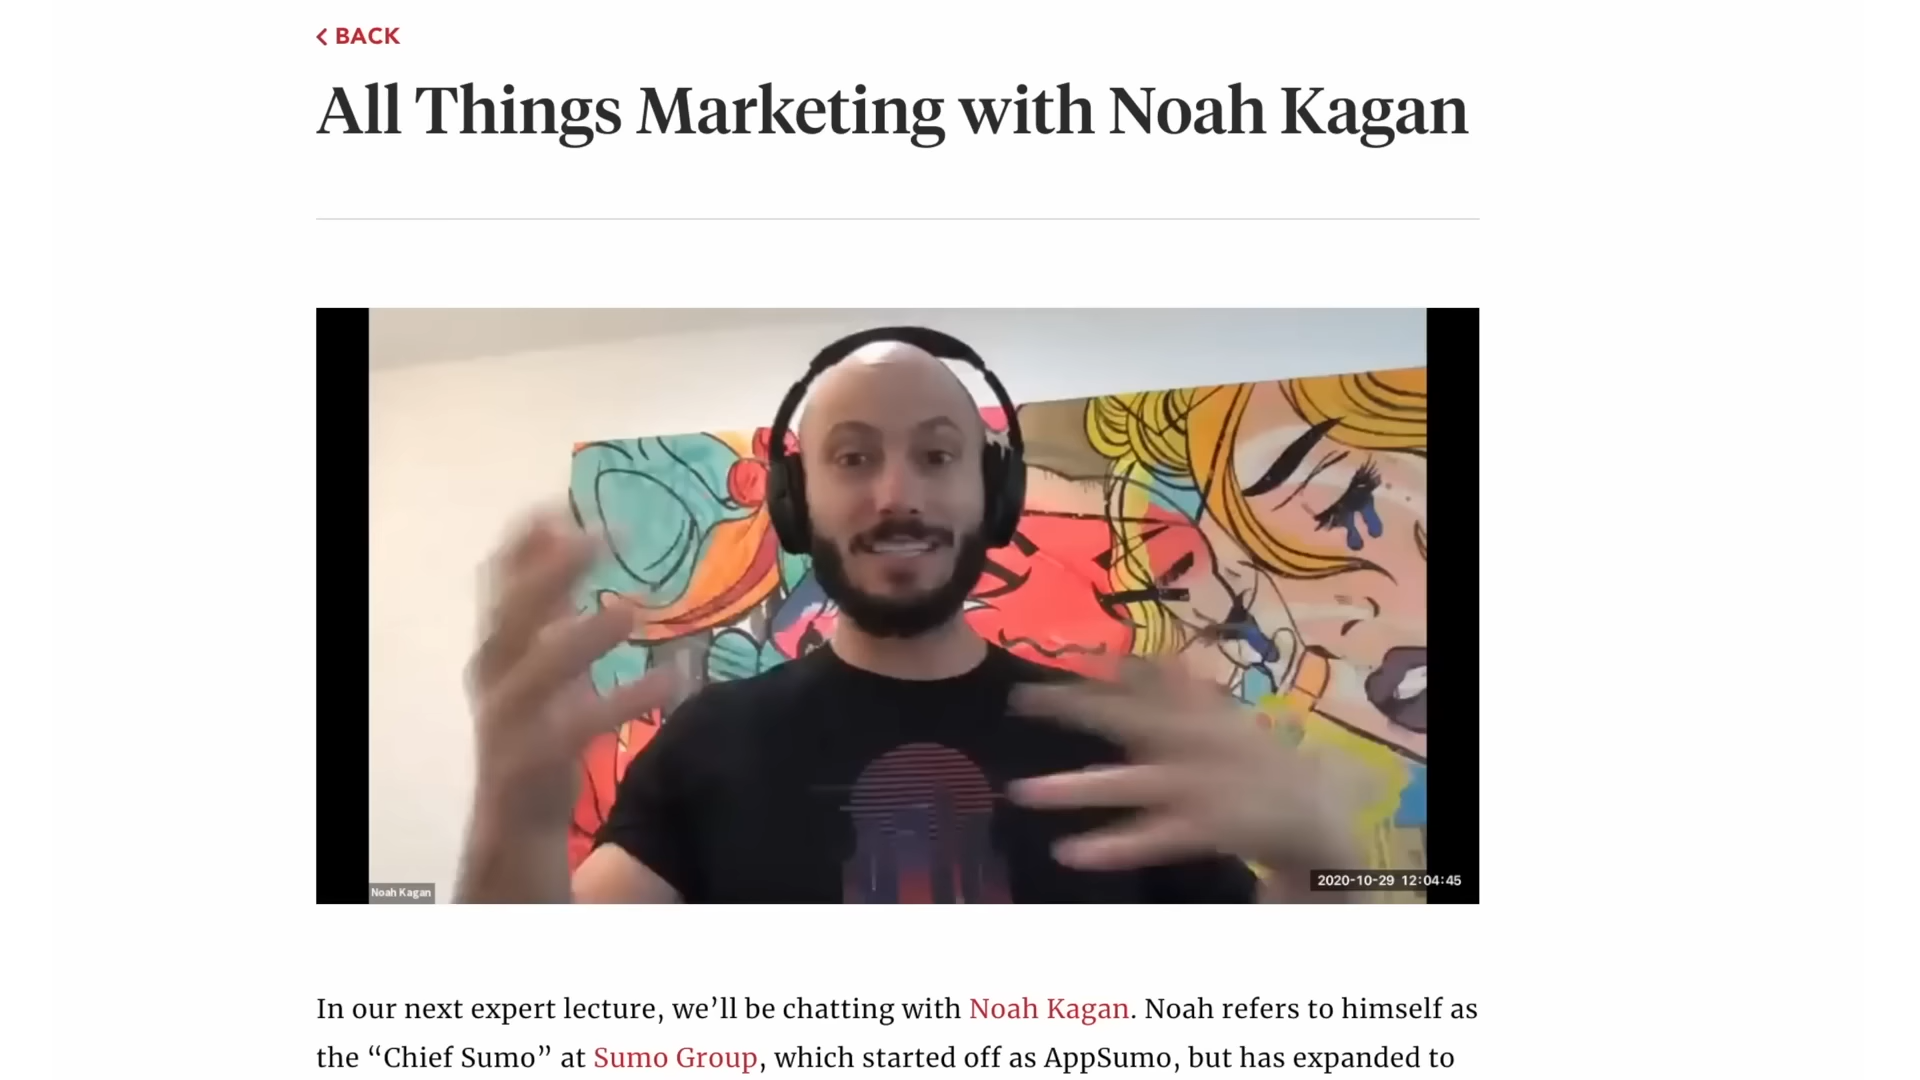 BACK
All Things Marketing with Noah Kagan
Noah Kagan
2020-10-29 12:04:45
In our next expert lecture, we’ll be chatting with Noah Kagan. Noah refers to himself as
the “Chief Sumo” at Sumo Group, which started off as AppSumo, but has expanded to